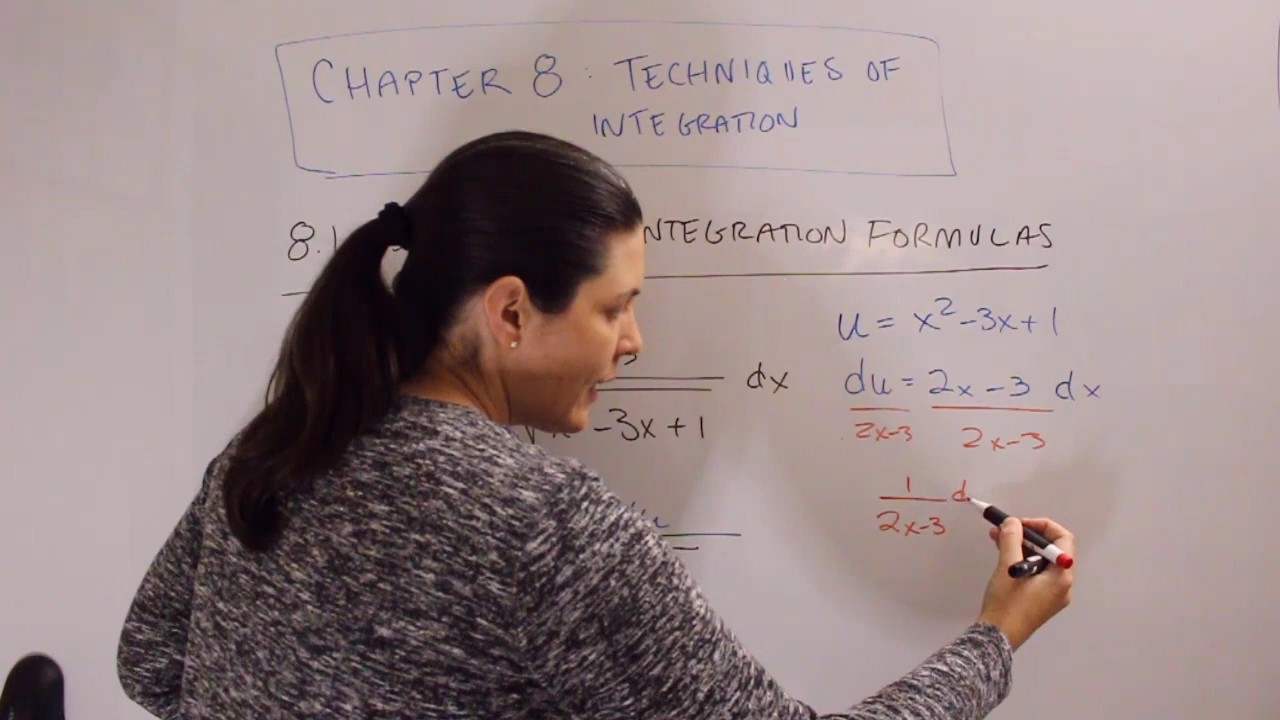 CHAPTER 8: TECHNIQUES OF
INTEGRATION
8.1 INTEGRATION FORMULAS
u = x²-3x+1
dx
du = 2x-3 dx
-3x+1
2x-3 2x-3
1 d
2x-3